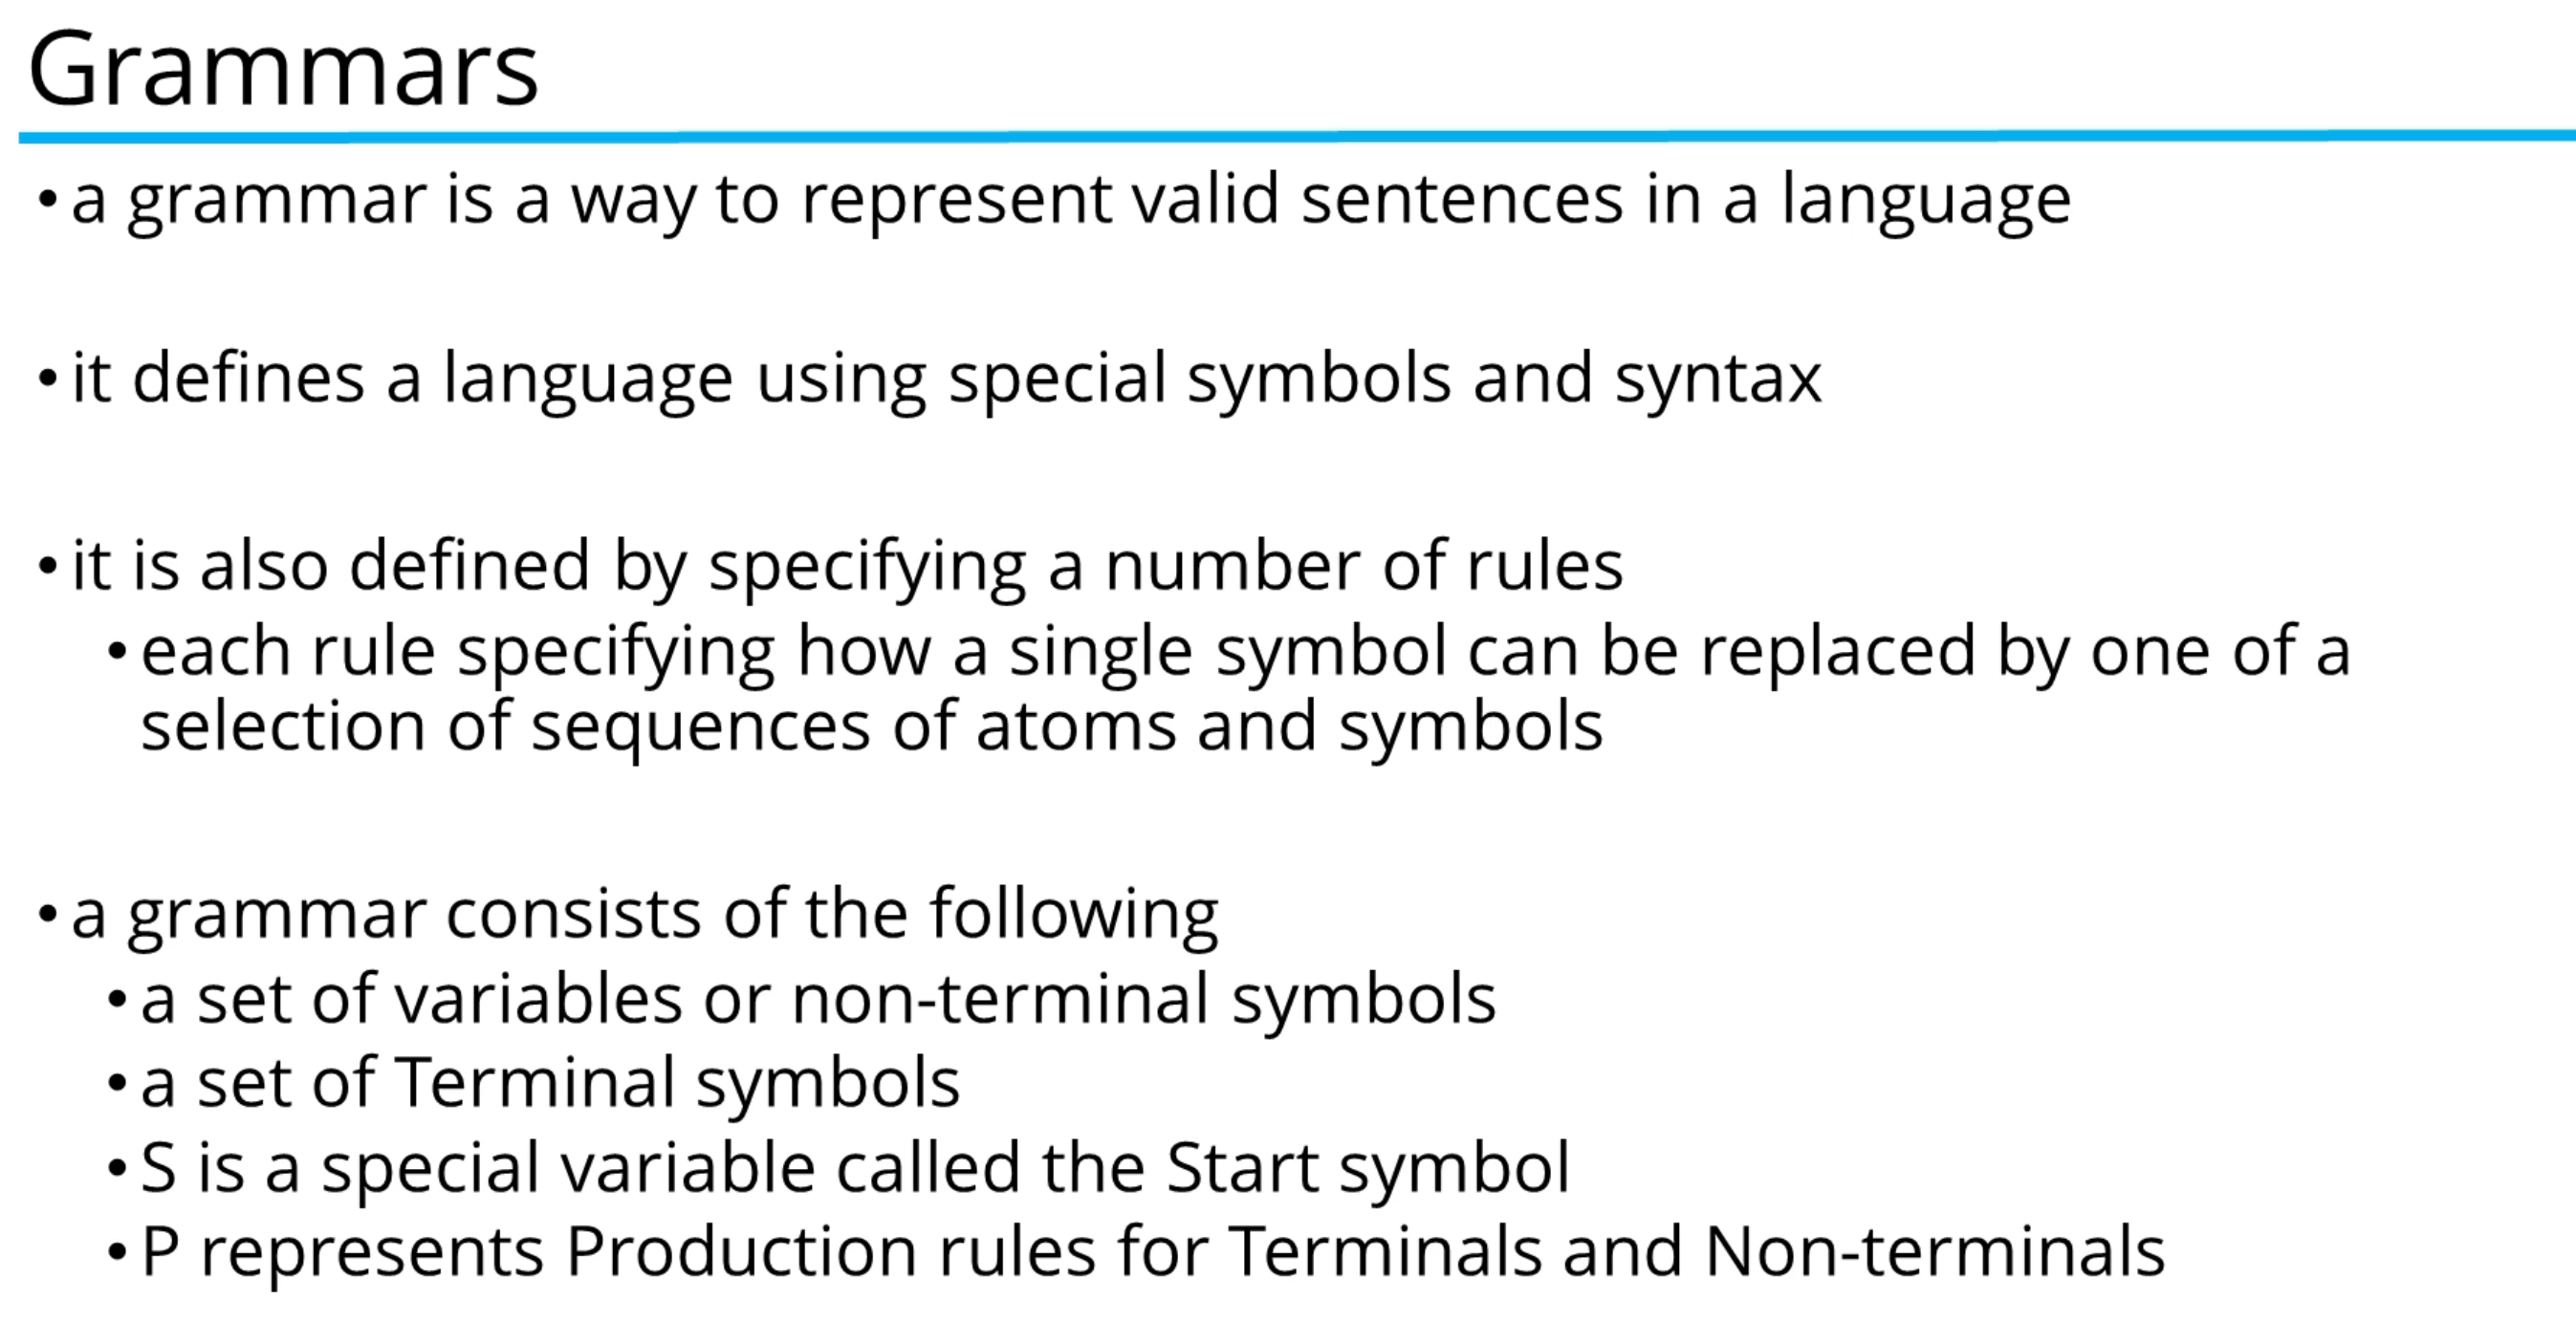 Grammars
• a grammar is a way to represent valid sentences in a language
• it defines a language using special symbols and syntax
• it is also defined by specifying a number of rules
• each rule specifying how a single symbol can be replaced by one of a
selection of sequences of atoms and symbols
• a grammar consists of the following
• a set of variables or non-terminal symbols
• a set of Terminal symbols
• S is a special variable called the Start symbol
• P represents Production rules for Terminals and Non-terminals